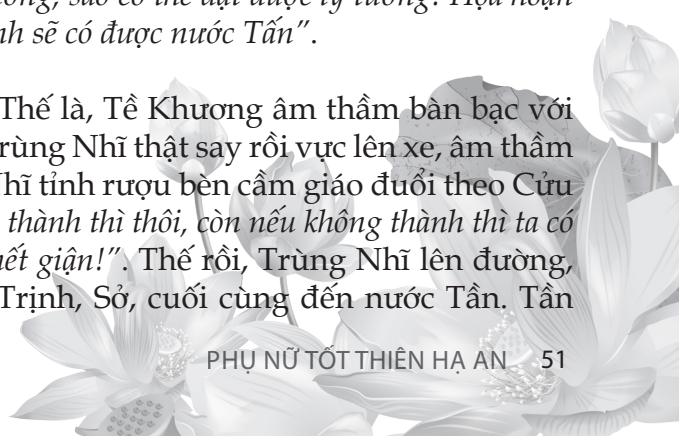 sao có thể đạt được lý tưởng? Họa hoạn
nh sẽ có được nước Tấn”.
Thế là, Tề Khương âm thầm bàn bạc với
rùng Nhĩ thật say rồi vực lên xe, âm thầm
Nhĩ tỉnh rượu bèn cầm giáo đuổi theo Cửu
thành thì thôi, còn nếu không thành thì ta có
hết giận!”. Thế rồi, Trùng Nhĩ lên đường,
Trịnh, Sở, cuối cùng đến nước Tần. Tần
PHỤ NỮ TỐT THIÊN HẠ AN 51